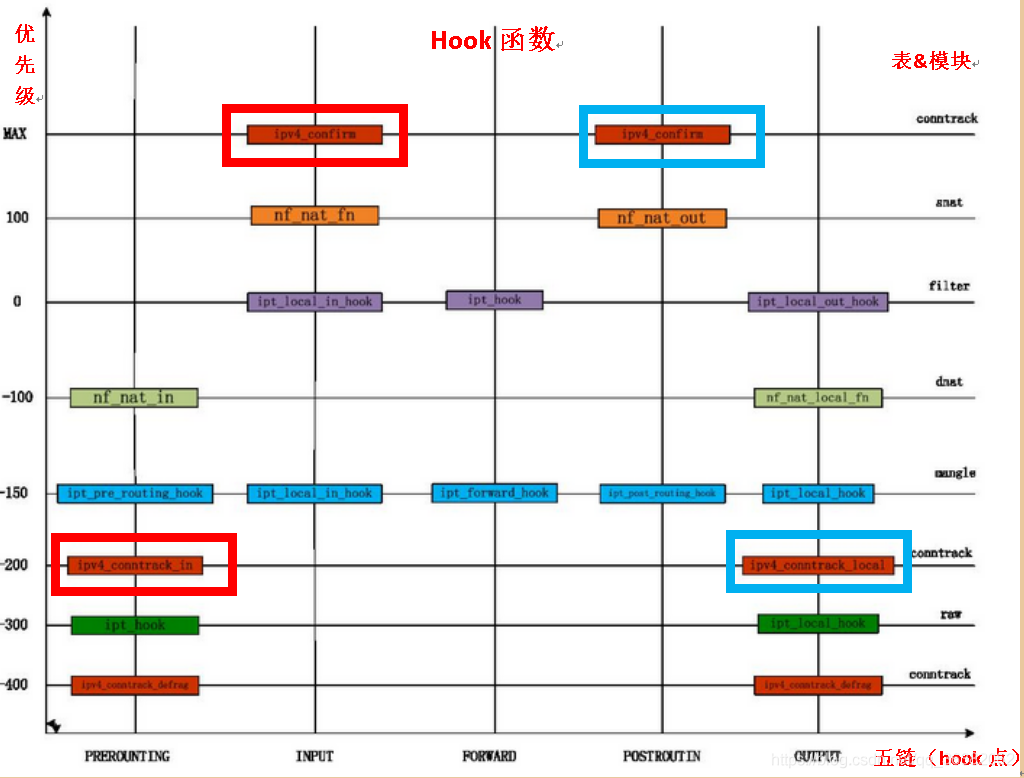 优先级
Hook 函数
表&模块
MAX
conntrack
ipv4_confirm
ipv4_confirm
100
snat
nf_nat_fn
nf_nat_out
0
filter
ipt_local_in_hook
ipt_hook
ipt_local_out_hook
-100
dnat
nf_nat_in
nf_nat_local_fn
-150
mangle
ipt_pre_routing_hook
ipt_local_in_hook
ipt_forward_hook
ipt_post_routing_hook
ipt_local_hook
-200
conntrack
ipv4_conntrack_in
ipv4_conntrack_local
-300
raw
ipt_hook
ipt_local_hook
-400
conntrack
ipv4_conntrack_defrag
ipv4_conntrack_defrag
PREROUNTING
INPUT
FORWARD
POSTROUTIN
OUTPUT
五链（hook 点）